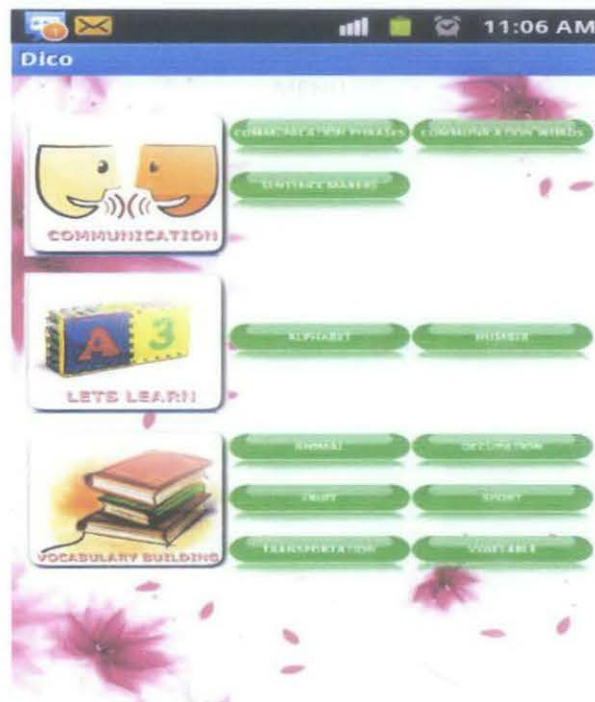 11:06 AM
Dico
MENU
COMMUNICATION PHRASES
COMMUNICATION WORDS
SENTENCE MAKERS
COMMUNICATION
A 3
ALPHABET
NUMBER
LETS LEARN
ANIMAL
OCCUPATION
FRUIT
SPORT
TRANSPORTATION
VEGETABLE
VOCABULARY BUILDING